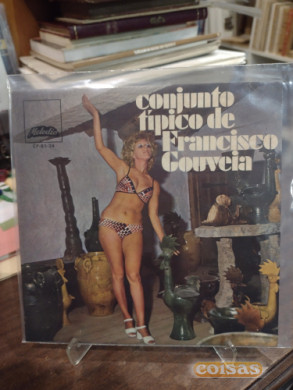 conjunto
típico de
Francisco
Gouveia
coisas